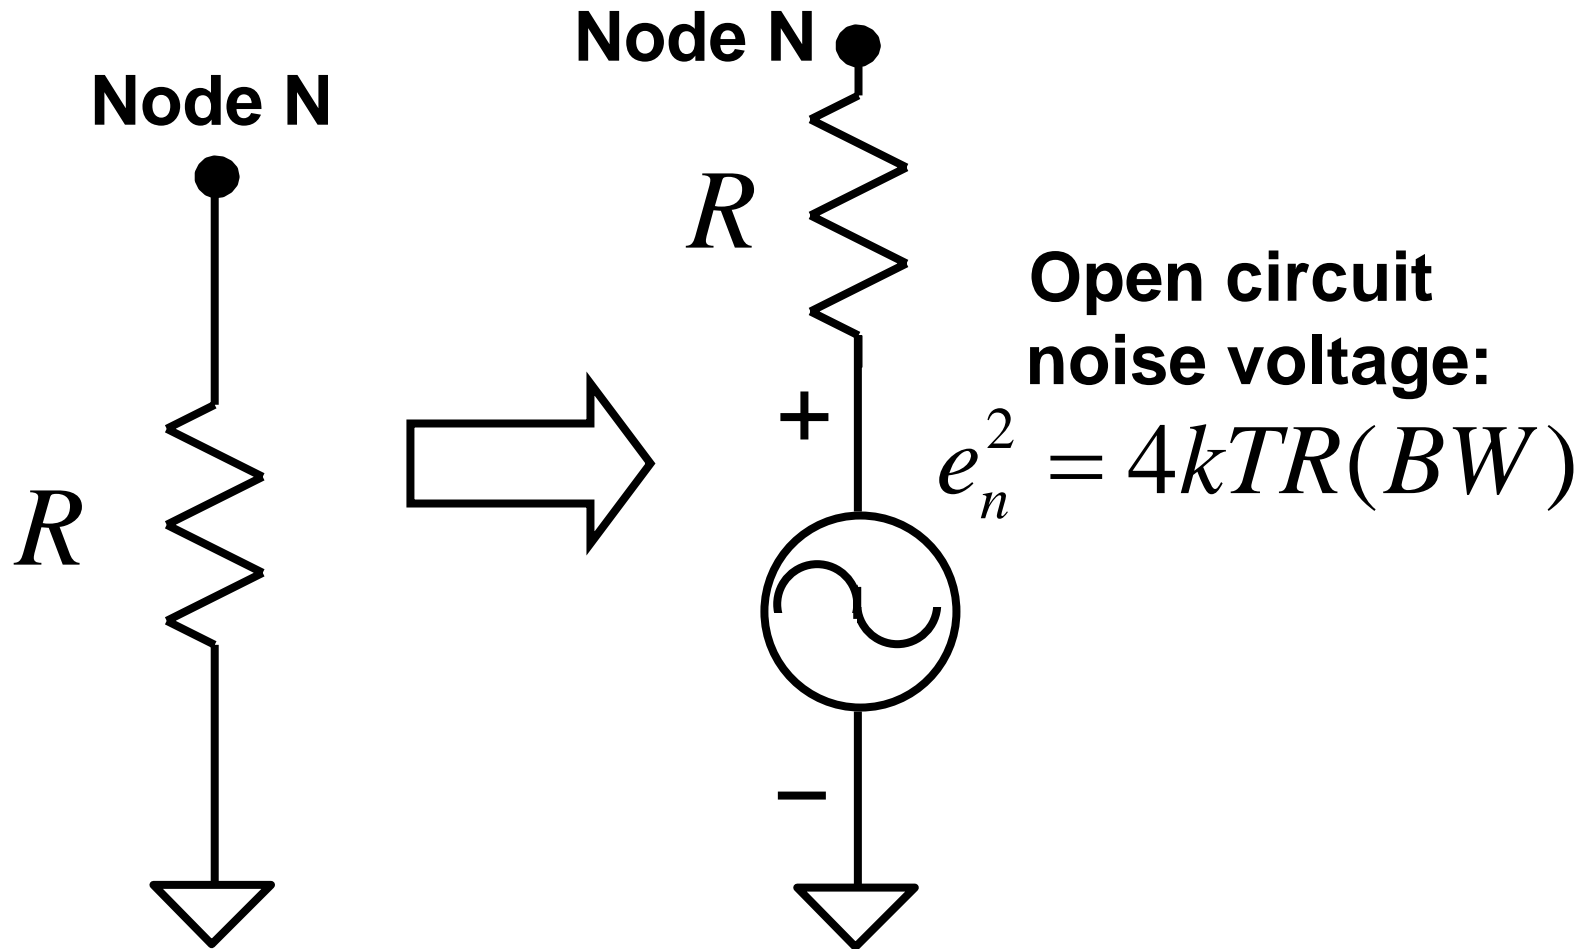 Node N
R
Node N
R
Open circuit
noise voltage:
+
e_n^2 = 4kTR(BW)
−